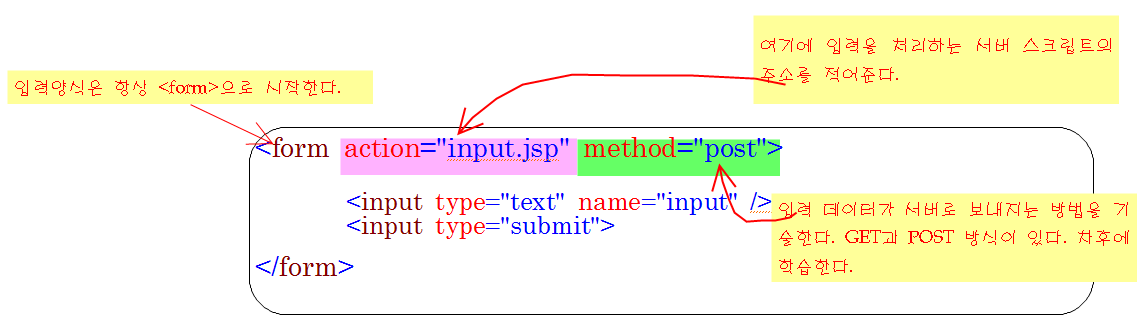 여기에 입력을 처리하는 서버 스크립트의
주소를 적어준다.
입력양식은 항상 <form>으로 시작한다.
<form action="input.jsp" method="post">
<input type="text" name="input" />
<input type="submit">
</form>
입력 데이터가 서버로 보내지는 방법을 기
술한다. GET과 POST 방식이 있다. 차후에
학습한다.